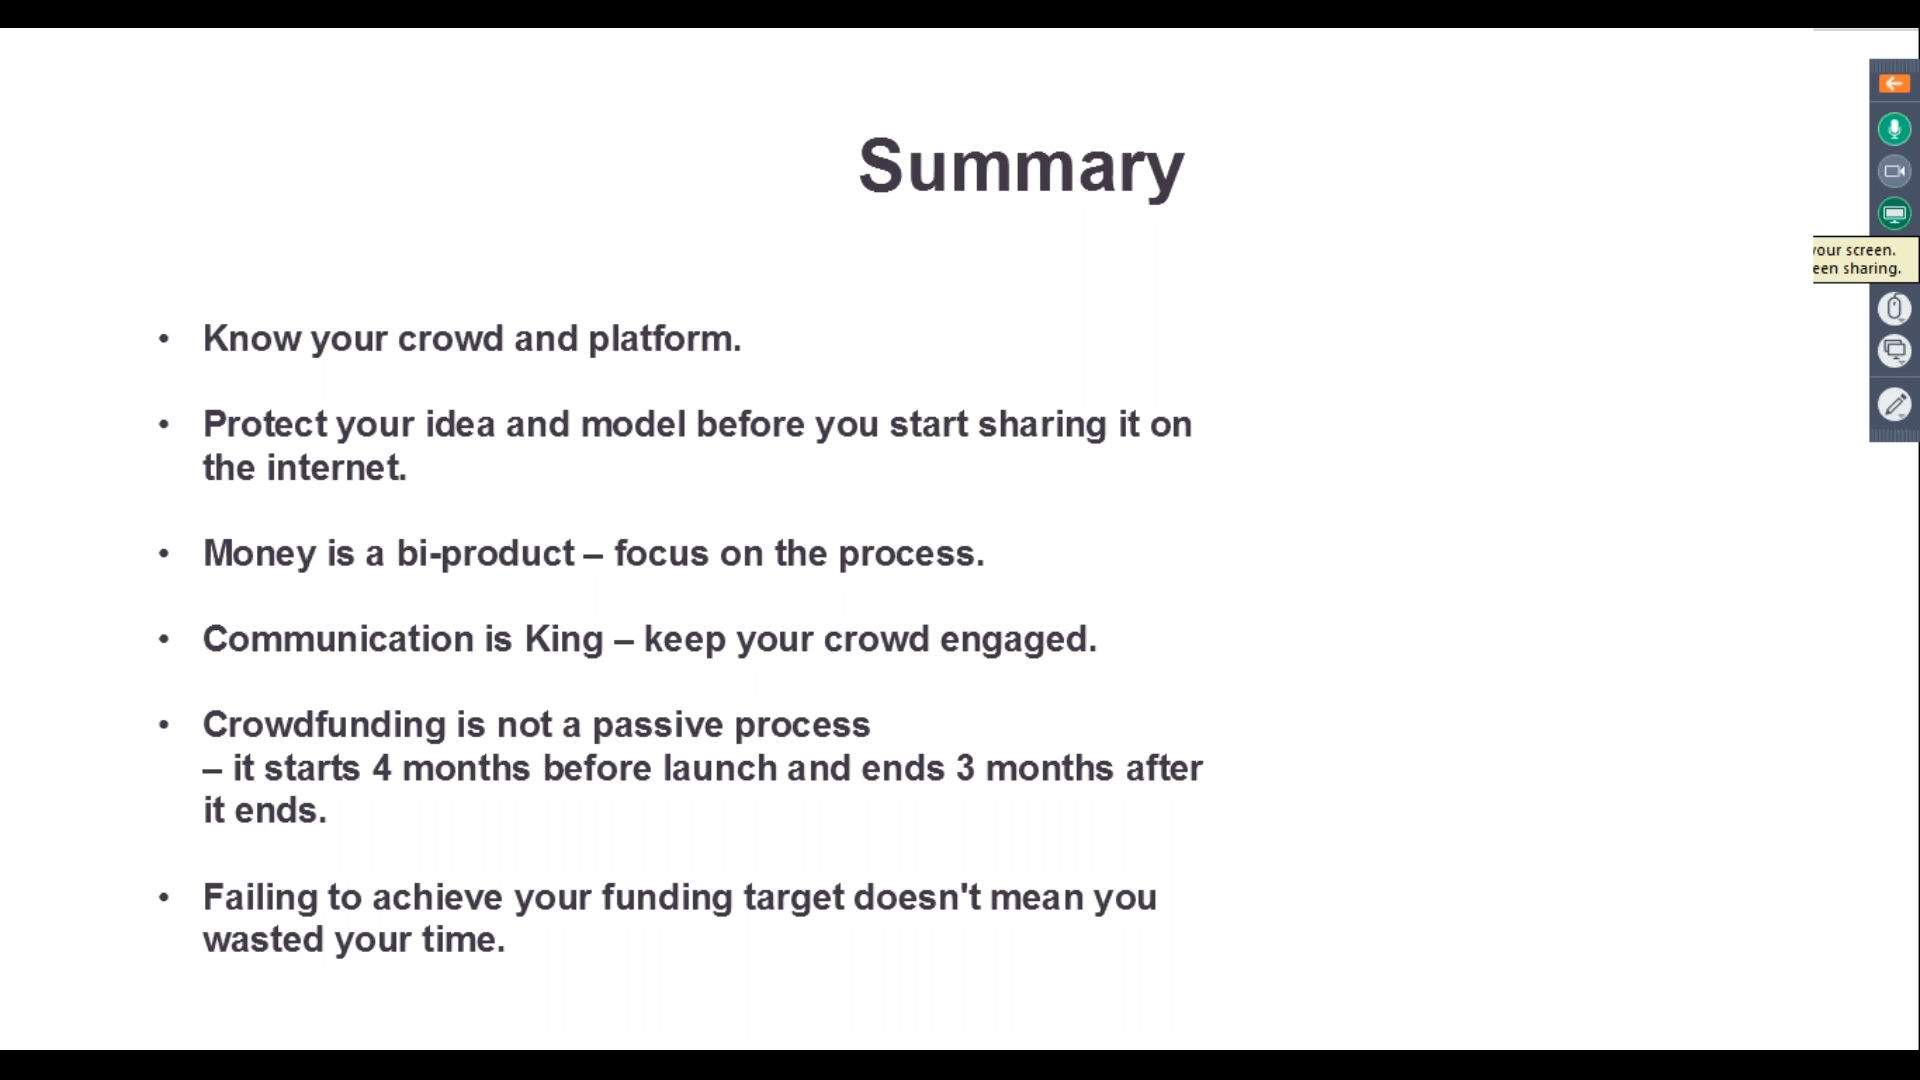 Summary
• Know your crowd and platform.
• Protect your idea and model before you start sharing it on
the internet.
• Money is a bi-product – focus on the process.
• Communication is King – keep your crowd engaged.
• Crowdfunding is not a passive process
– it starts 4 months before launch and ends 3 months after
it ends.
• Failing to achieve your funding target doesn't mean you
wasted your time.
your screen.
een sharing.